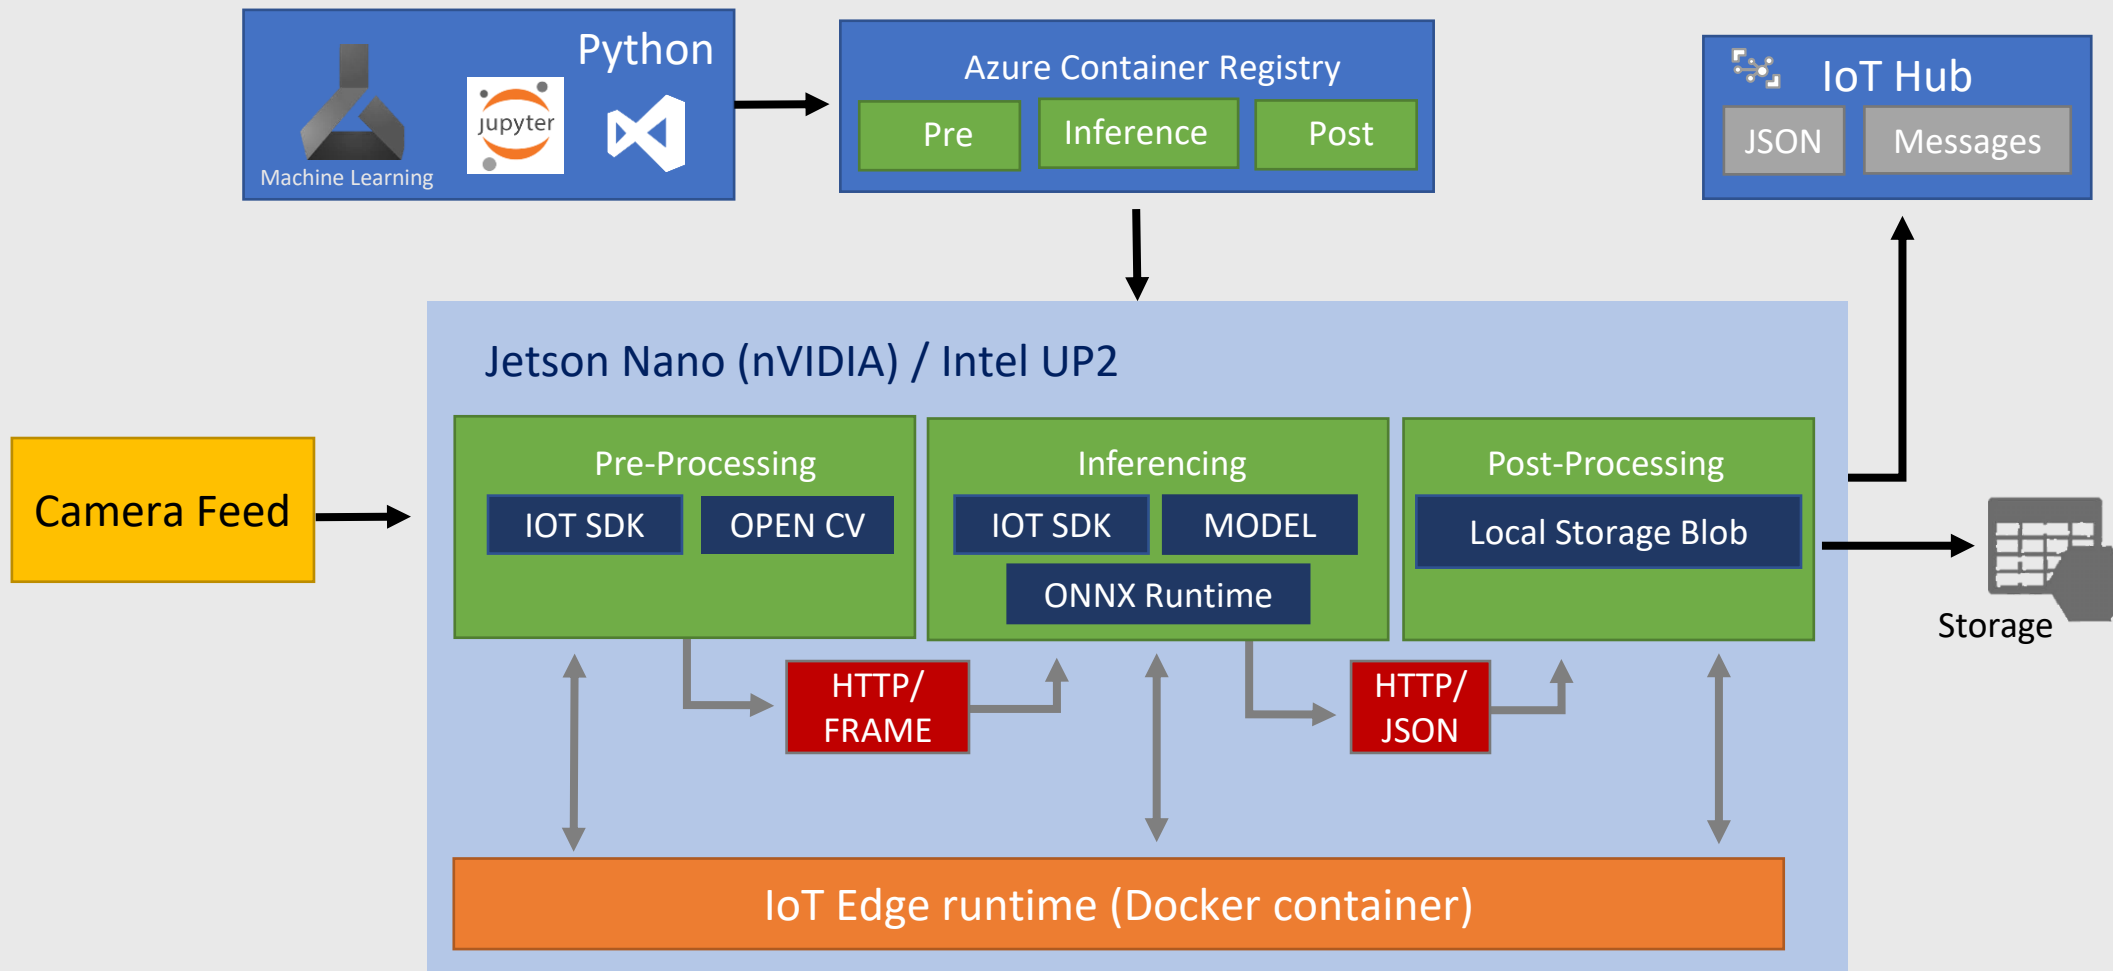 Python
Machine Learning
Jupyter
Azure Container Registry
Pre
Inference
Post
IoT Hub
JSON
Messages
Jetson Nano (nVIDIA) / Intel UP2
Camera Feed
Pre-Processing
IOT SDK
OPEN CV
Inferencing
IOT SDK
MODEL
ONNX Runtime
Post-Processing
Local Storage Blob
Storage
HTTP/
FRAME
HTTP/
JSON
IoT Edge runtime (Docker container)